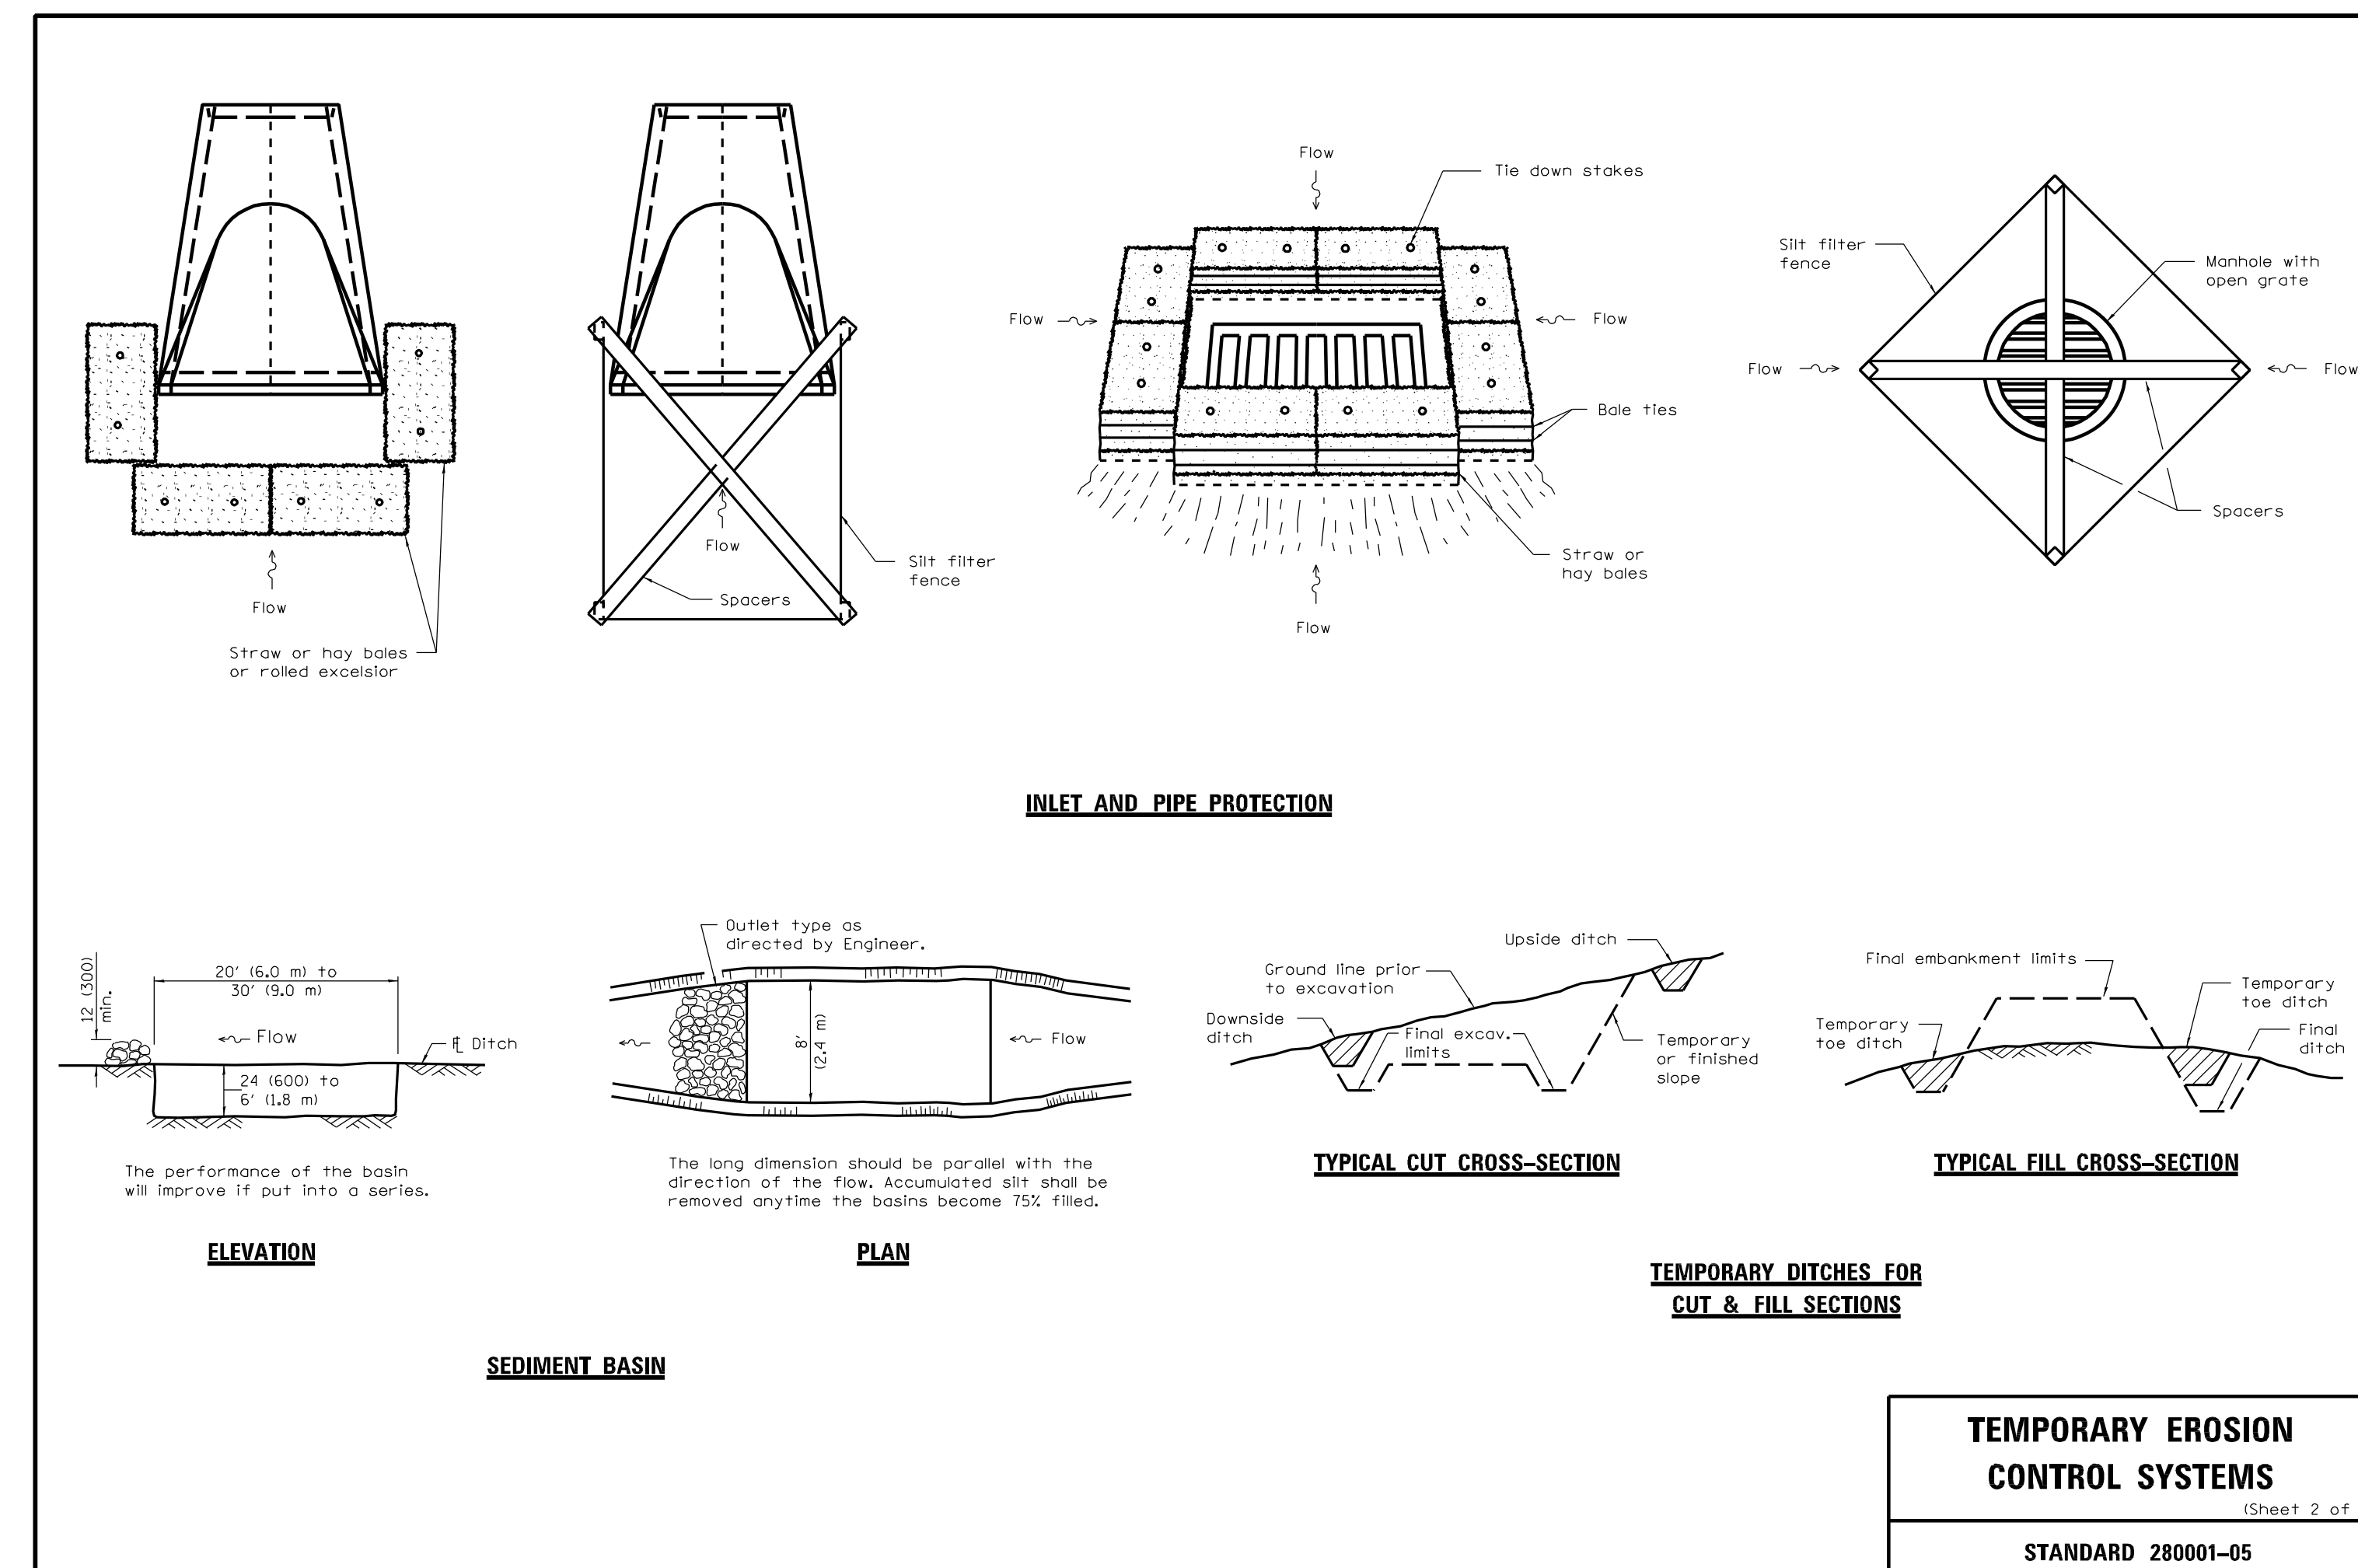 Flow
Straw or hay bales
or rolled excelsior
Flow
Spacers
Silt filter
fence
Flow
Tie down stakes
Flow
Flow
Bale ties
Straw or
hay bales
Flow
Silt filter
fence
Manhole with
open grate
Flow
Flow
Spacers
INLET AND PIPE PROTECTION
12 (300)
min.
20' (6.0 m) to
30' (9.0 m)
Flow
℄ Ditch
24 (600) to
6' (1.8 m)
The performance of the basin
will improve if put into a series.
ELEVATION
Outlet type as
directed by Engineer.
8'
(2.4 m)
Flow
The long dimension should be parallel with the
direction of the flow. Accumulated silt shall be
removed anytime the basins become 75% filled.
PLAN
SEDIMENT BASIN
Upside ditch
Ground line prior
to excavation
Downside
ditch
Final excav.
limits
Temporary
or finished
slope
TYPICAL CUT CROSS–SECTION
Final embankment limits
Temporary
toe ditch
Temporary
toe ditch
Final
ditch
TYPICAL FILL CROSS–SECTION
TEMPORARY DITCHES FOR
CUT & FILL SECTIONS
TEMPORARY EROSION
CONTROL SYSTEMS
(Sheet 2 of
STANDARD 280001–05